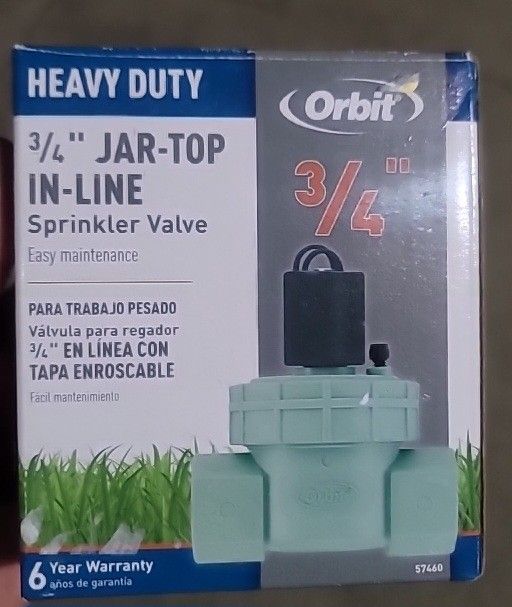 HEAVY DUTY
Orbit®
3/4" JAR-TOP
IN-LINE
Sprinkler Valve
Easy maintenance
3/4"
PARA TRABAJO PESADO
Válvula para regador
3/4" EN LÍNEA CON
TAPA ENROSCABLE
Fácil mantenimiento
Orbit
6 Year Warranty
años de garantía
57460